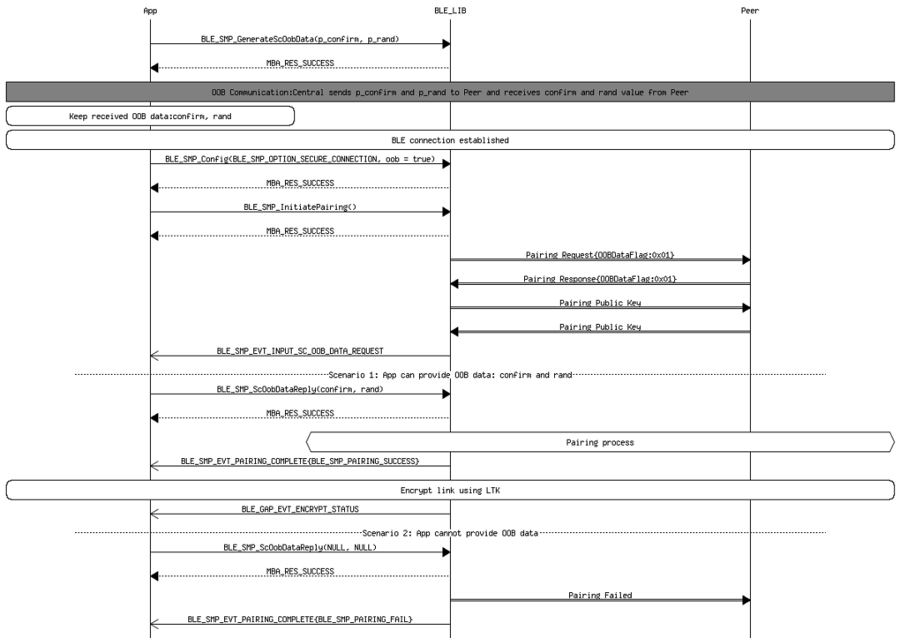 App BLE_LIB Peer
BLE_SMP_GenerateScOobData(p_confirm, p_rand)
MBA_RES_SUCCESS
OOB Communication:Central sends p_confirm and p_rand to Peer and receives confirm and rand value from Peer
Keep received OOB data:confirm, rand
BLE connection established
BLE_SMP_Config(BLE_SMP_OPTION_SECURE_CONNECTION, oob = true)
MBA_RES_SUCCESS
BLE_SMP_InitiatePairing()
MBA_RES_SUCCESS
Pairing Request{OOBDataFlag:0x01}
Pairing Response{OOBDataFlag:0x01}
Pairing Public Key
Pairing Public Key
BLE_SMP_EVT_INPUT_SC_OOB_DATA_REQUEST
Scenario 1: App can provide OOB data: confirm and rand
BLE_SMP_ScOobDataReply(confirm, rand)
MBA_RES_SUCCESS
Pairing process
BLE_SMP_EVT_PAIRING_COMPLETE{BLE_SMP_PAIRING_SUCCESS}
Encrypt link using LTK
BLE_GAP_EVT_ENCRYPT_STATUS
Scenario 2: App cannot provide OOB data
BLE_SMP_ScOobDataReply(NULL, NULL)
MBA_RES_SUCCESS
Pairing Failed
BLE_SMP_EVT_PAIRING_COMPLETE{BLE_SMP_PAIRING_FAIL}